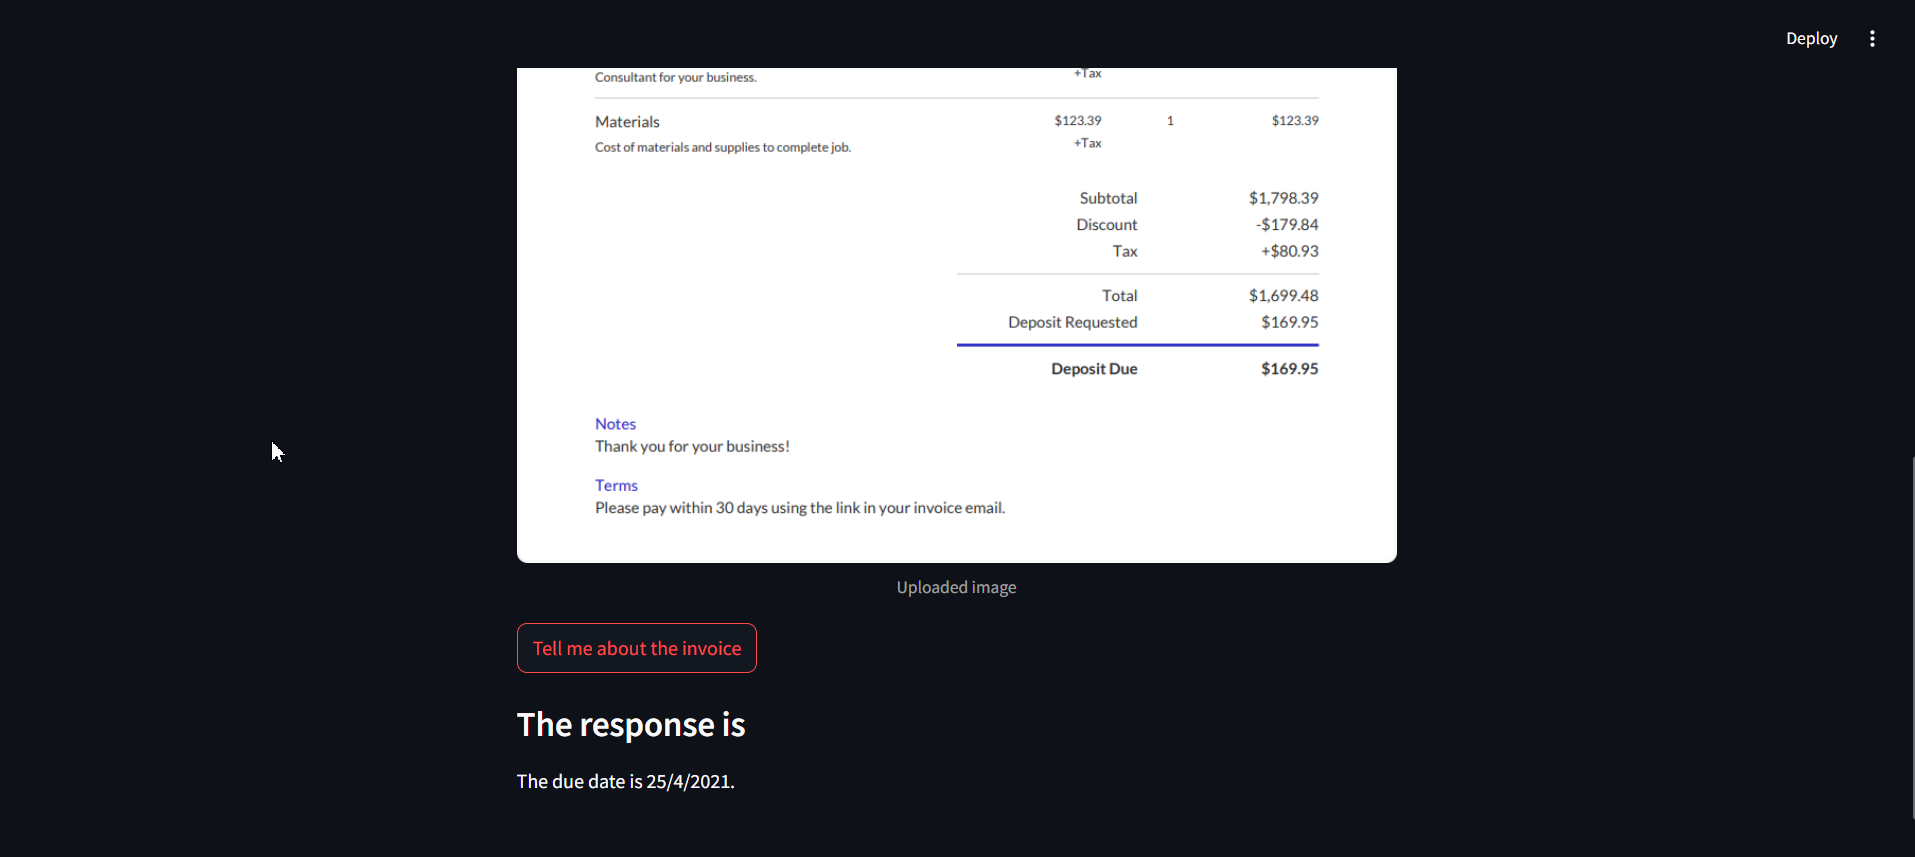 Deploy
Consultant for your business. +Tax
Materials $123.39 1 $123.39
Cost of materials and supplies to complete job. +Tax
Subtotal $1,798.39
Discount -$179.84
Tax +$80.93
Total $1,699.48
Deposit Requested $169.95
Deposit Due $169.95
Notes
Thank you for your business!
Terms
Please pay within 30 days using the link in your invoice email.
Uploaded image
Tell me about the invoice
The response is
The due date is 25/4/2021.